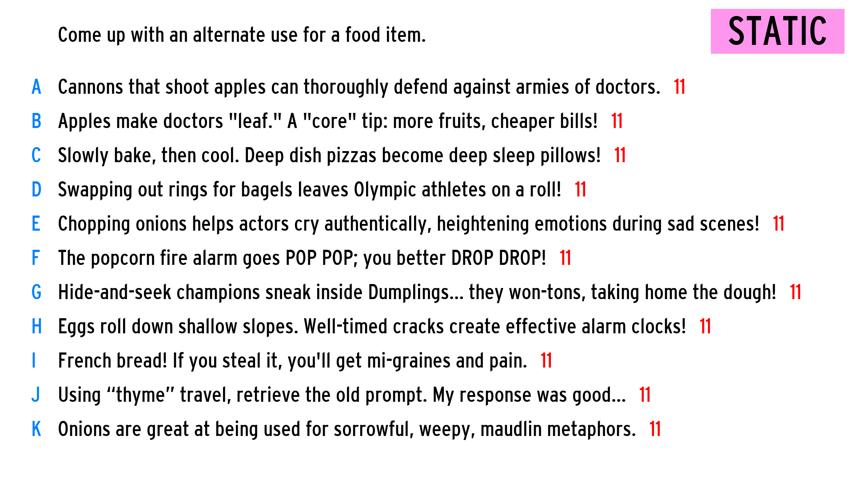 Come up with an alternate use for a food item.
STATIC
A Cannons that shoot apples can thoroughly defend against armies of doctors. 11
B Apples make doctors "leaf." A "core" tip: more fruits, cheaper bills! 11
C Slowly bake, then cool. Deep dish pizzas become deep sleep pillows! 11
D Swapping out rings for bagels leaves Olympic athletes on a roll! 11
E Chopping onions helps actors cry authentically, heightening emotions during sad scenes! 11
F The popcorn fire alarm goes POP POP; you better DROP DROP! 11
G Hide-and-seek champions sneak inside Dumplings... they won-tons, taking home the dough! 11
H Eggs roll down shallow slopes. Well-timed cracks create effective alarm clocks! 11
I French bread! If you steal it, you'll get mi-graines and pain. 11
J Using “thyme” travel, retrieve the old prompt. My response was good... 11
K Onions are great at being used for sorrowful, weepy, maudlin metaphors. 11